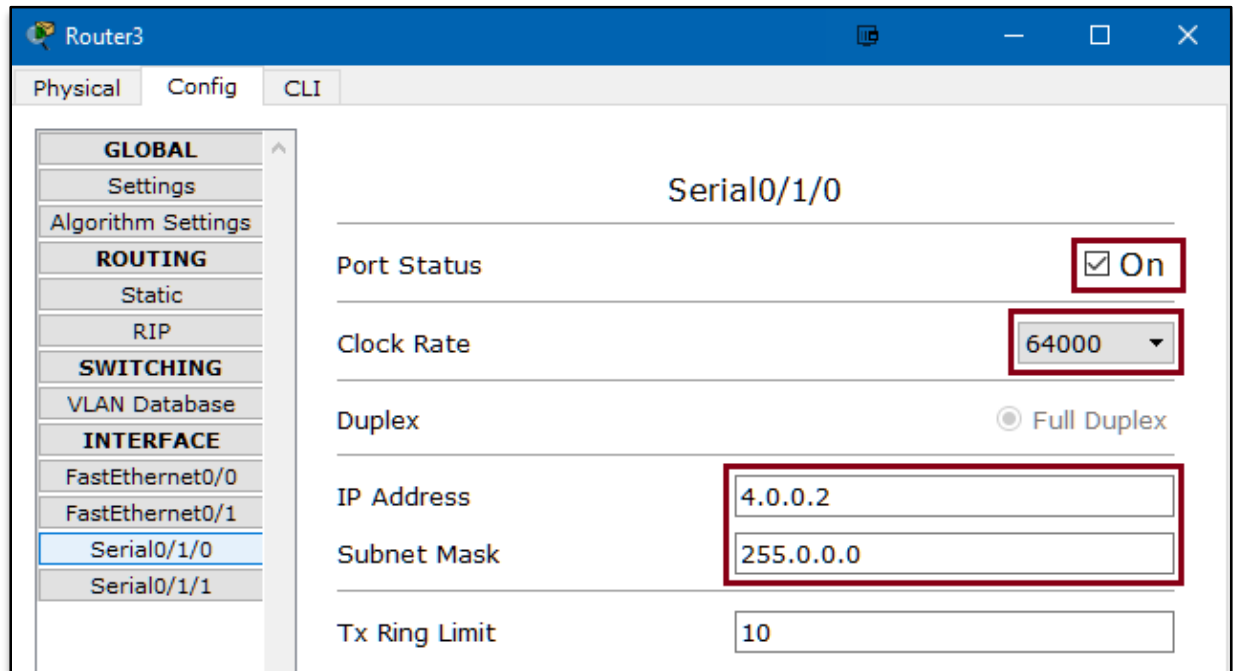 Router3
Physical Config CLI
GLOBAL
Settings
Algorithm Settings
ROUTING
Static
RIP
SWITCHING
VLAN Database
INTERFACE
FastEthernet0/0
FastEthernet0/1
Serial0/1/0
Serial0/1/1
Serial0/1/0
Port Status On
Clock Rate 64000
Duplex Full Duplex
IP Address 4.0.0.2
Subnet Mask 255.0.0.0
Tx Ring Limit 10